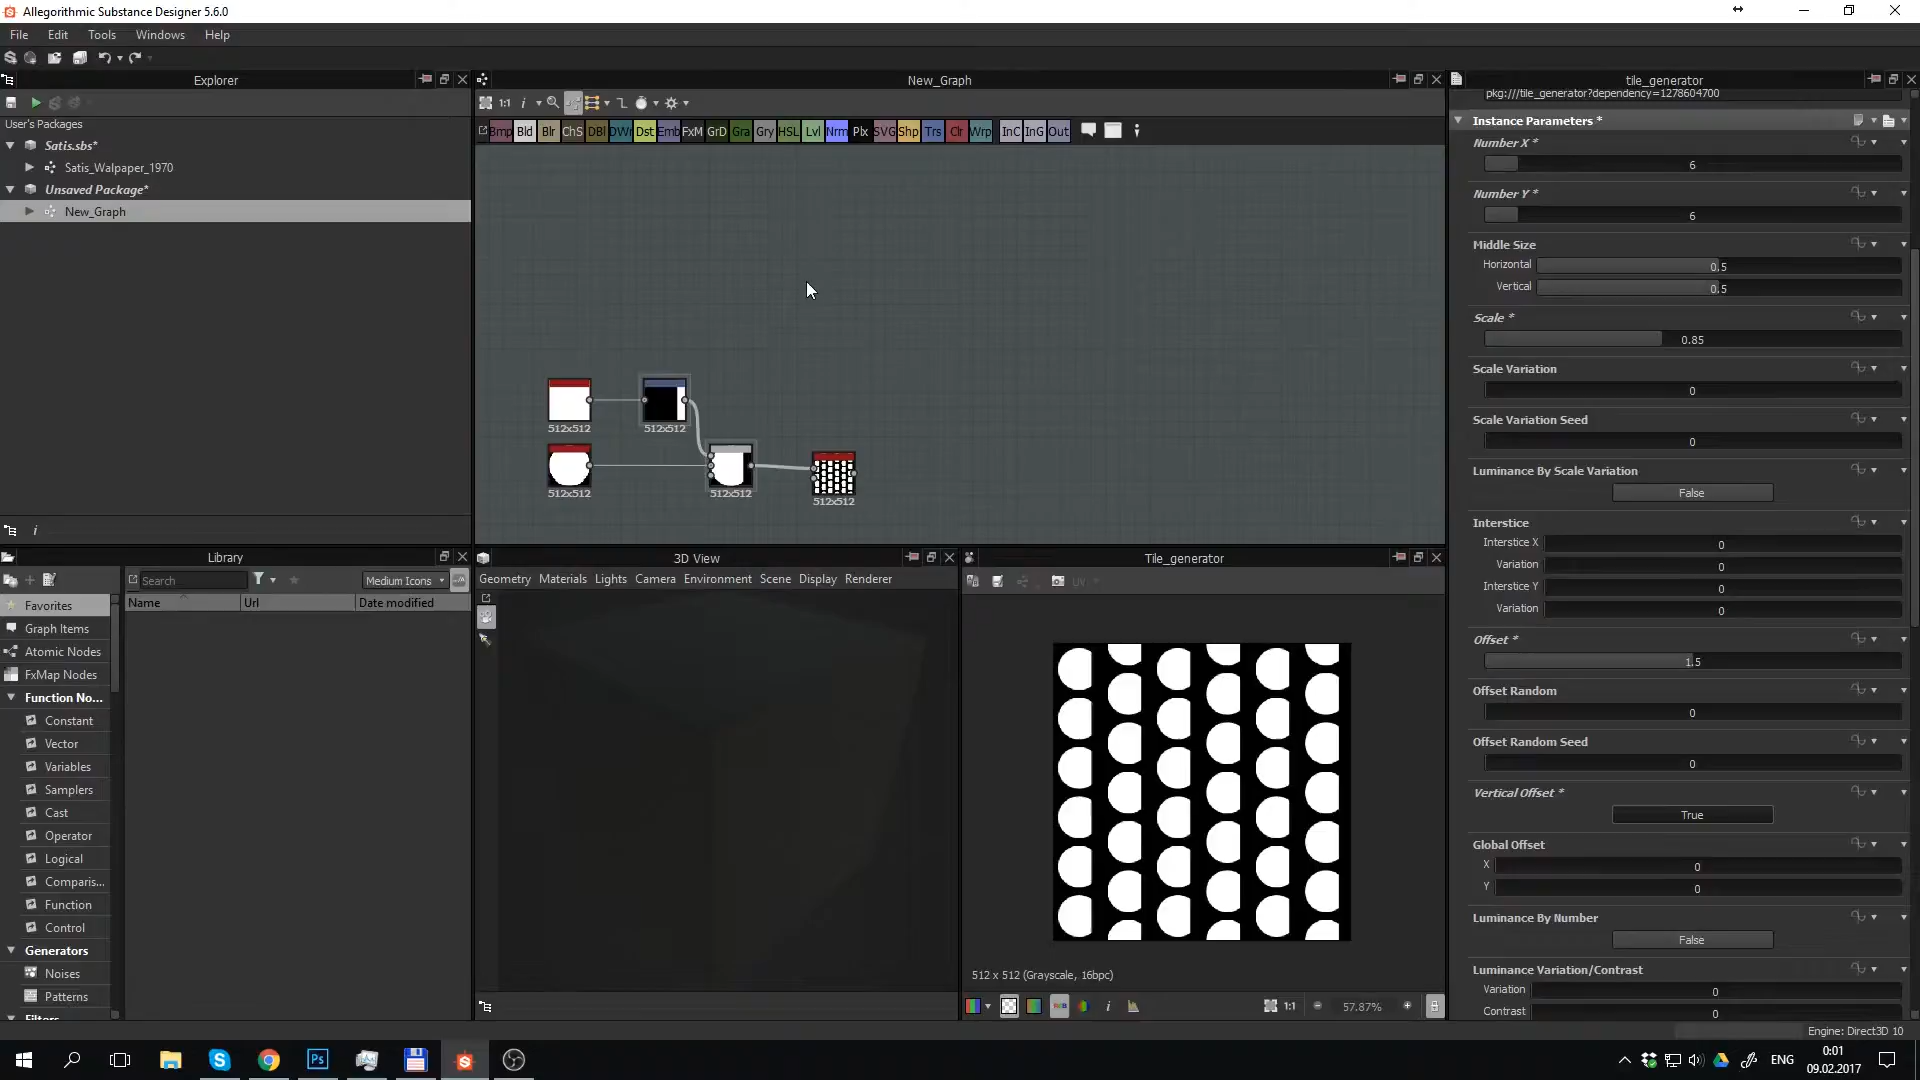 Allegorithmic Substance Designer 5.6.0
File Edit Tools Windows Help
Explorer
User's Packages
Satis.sbs*
Satis_Walpaper_1970
Unsaved Package*
New_Graph
New_Graph
1:1
Bmp Bld Blr ChS DBl DWr Dst Emb FxM GrD Gra Gry HSL Lvl Nrm Plx SVG Shp Trs Clr Wrp InC InG Out
512x512
512x512
512x512
512x512
512x512
Library
Search
Medium Icons
Name Url Date modified
Favorites
Graph Items
Atomic Nodes
FxMap Nodes
Function No...
Constant
Vector
Variables
Samplers
Cast
Operator
Logical
Comparis...
Function
Control
Generators
Noises
Patterns
Filters
3D View
Geometry Materials Lights Camera Environment Scene Display Renderer
Tile_generator
UV
512 x 512 (Grayscale, 16bpc)
1:1
57.87%
tile_generator
pkg:///tile_generator?dependency=1278604700
Instance Parameters *
Number X *
6
Number Y *
6
Middle Size
Horizontal 0.5
Vertical 0.5
Scale *
0.85
Scale Variation
0
Scale Variation Seed
0
Luminance By Scale Variation
False
Interstice
Interstice X 0
Variation 0
Interstice Y 0
Variation 0
Offset *
1.5
Offset Random
0
Offset Random Seed
0
Vertical Offset *
True
Global Offset
X 0
Y 0
Luminance By Number
False
Luminance Variation/Contrast
Variation 0
Contrast 0
Engine: Direct3D 10
Ps
ENG
0:01
09.02.2017